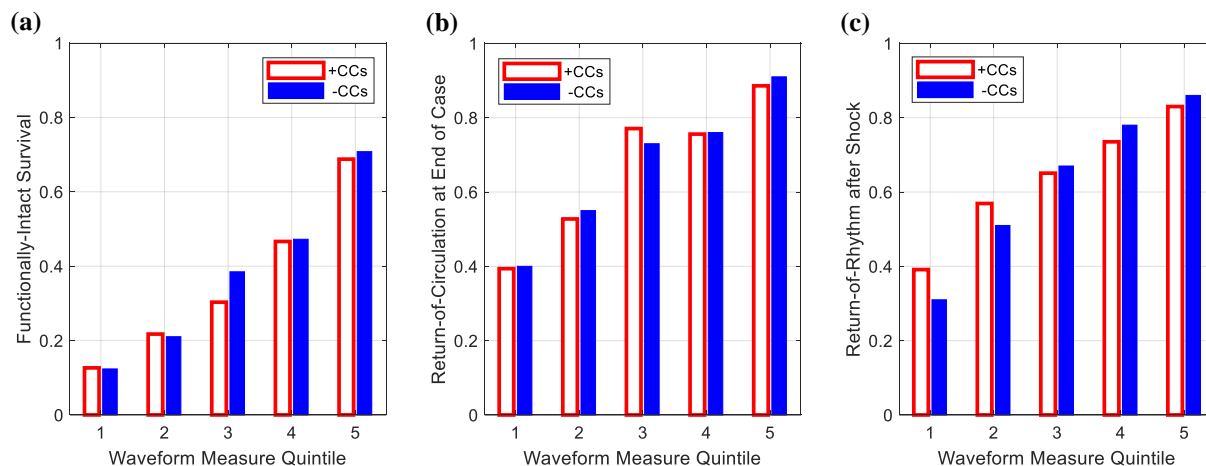 (a)
1
0.8
0.6
0.4
0.2
0
Functionally-Intact Survival
+CCs
-CCs
1 2 3 4 5
Waveform Measure Quintile
(b)
1
0.8
0.6
0.4
0.2
0
Return-of-Circulation at End of Case
+CCs
-CCs
1 2 3 4 5
Waveform Measure Quintile
(c)
1
0.8
0.6
0.4
0.2
0
Return-of-Rhythm after Shock
+CCs
-CCs
1 2 3 4 5
Waveform Measure Quintile